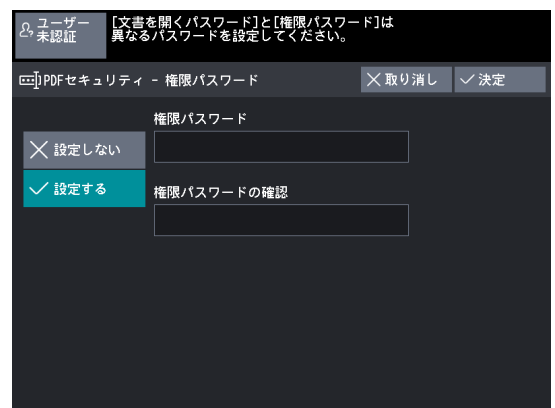 ユーザー
未認証
[文書を開くパスワード]と[権限パスワード]は
異なるパスワードを設定してください。
PDFセキュリティ - 権限パスワード
取り消し
決定
権限パスワード
設定しない
設定する
権限パスワードの確認